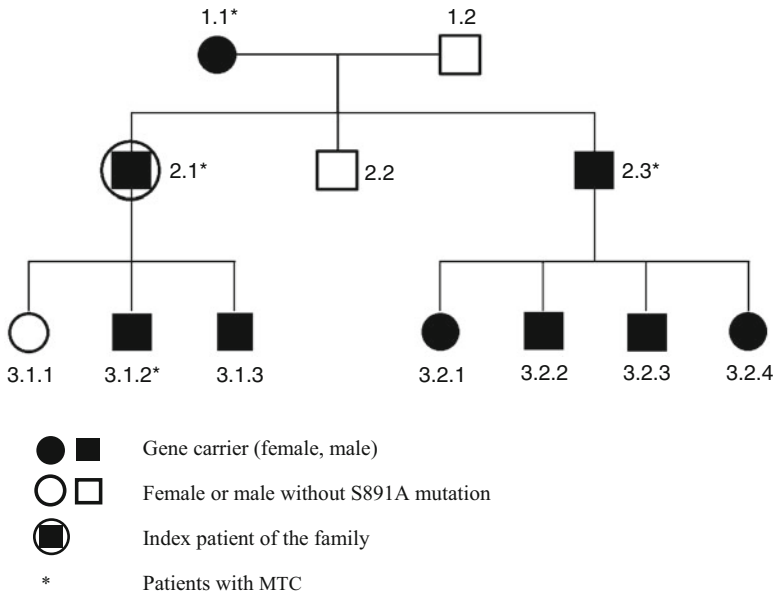 1.1* 1.2
2.1* 2.2 2.3*
3.1.1 3.1.2* 3.1.3 3.2.1 3.2.2 3.2.3 3.2.4
Gene carrier (female, male)
Female or male without S891A mutation
Index patient of the family
* Patients with MTC